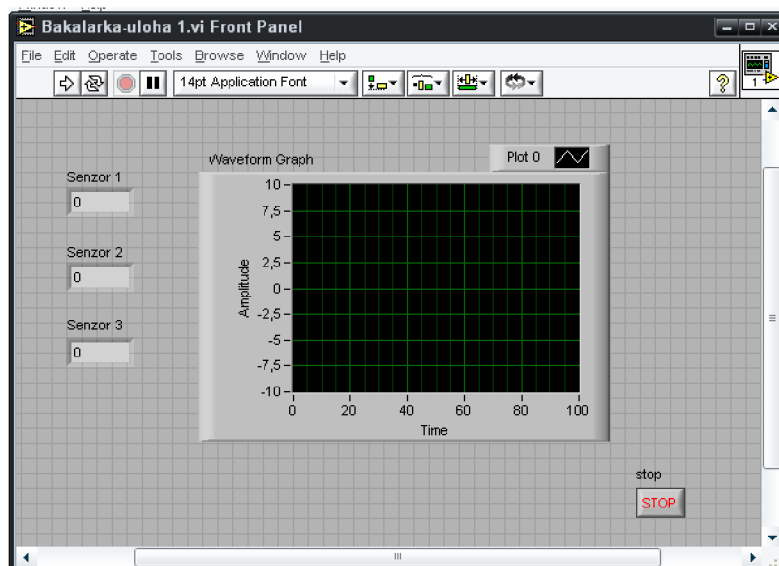 Bakalarka-uloha 1.vi Front Panel
File Edit Operate Tools Browse Window Help
14pt Application Font
?
1
Waveform Graph
Plot 0
Senzor 1
0
Senzor 2
0
Senzor 3
0
Amplitude
10
7,5
5
2,5
0
-2,5
-5
-7,5
-10
0 20 40 60 80 100
Time
stop
STOP